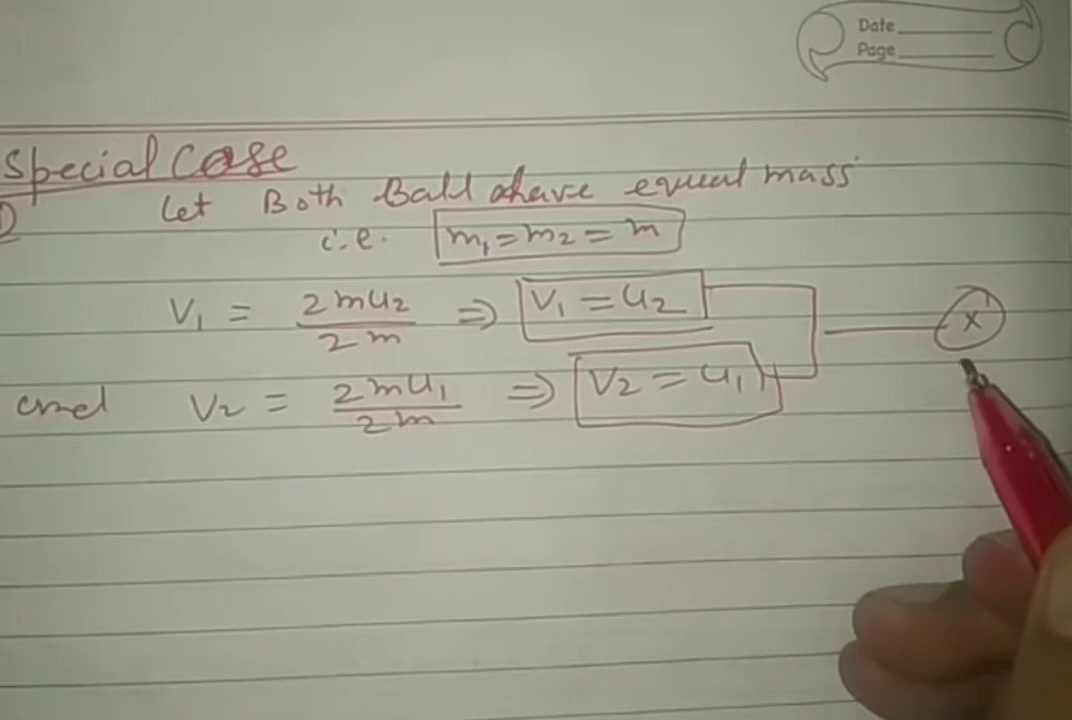 Date
Page
Special Case
1) Let Both Ball have equal mass
i.e. m₁ = m₂ = m
V₁ = 2mu₂/2m ⇒ V₁ = u₂
X
and V₂ = 2mu₁/2m ⇒ V₂ = u₁